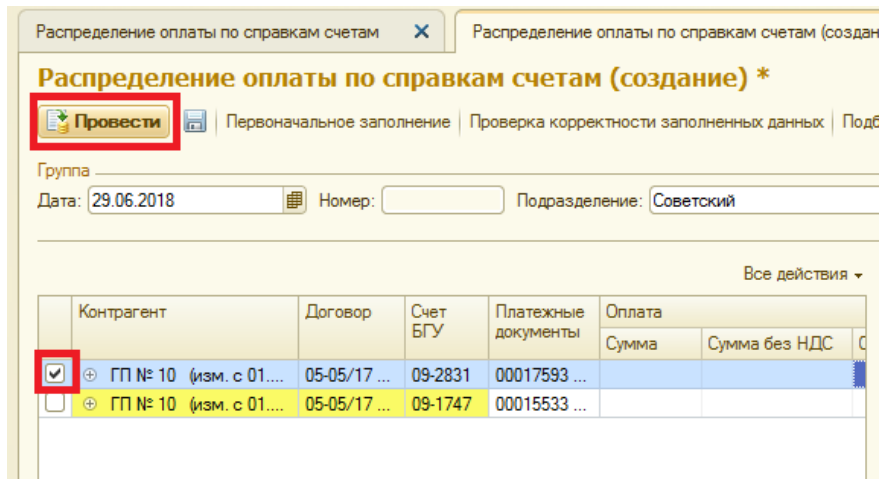 Распределение оплаты по справкам счетам X Распределение оплаты по справкам счетам (создан
Распределение оплаты по справкам счетам (создание) *
Провести Первоначальное заполнение Проверка корректности заполненных данных Подб
Группа
Дата: 29.06.2018 Номер: Подразделение: Советский
Все действия
Контрагент Договор Счет БГУ Платежные документы Оплата
Сумма Сумма без НДС С
ГП № 10 (изм. с 01.... 05-05/17 ... 09-2831 00017593 ...
ГП № 10 (изм. с 01.... 05-05/17 ... 09-1747 00015533 ...